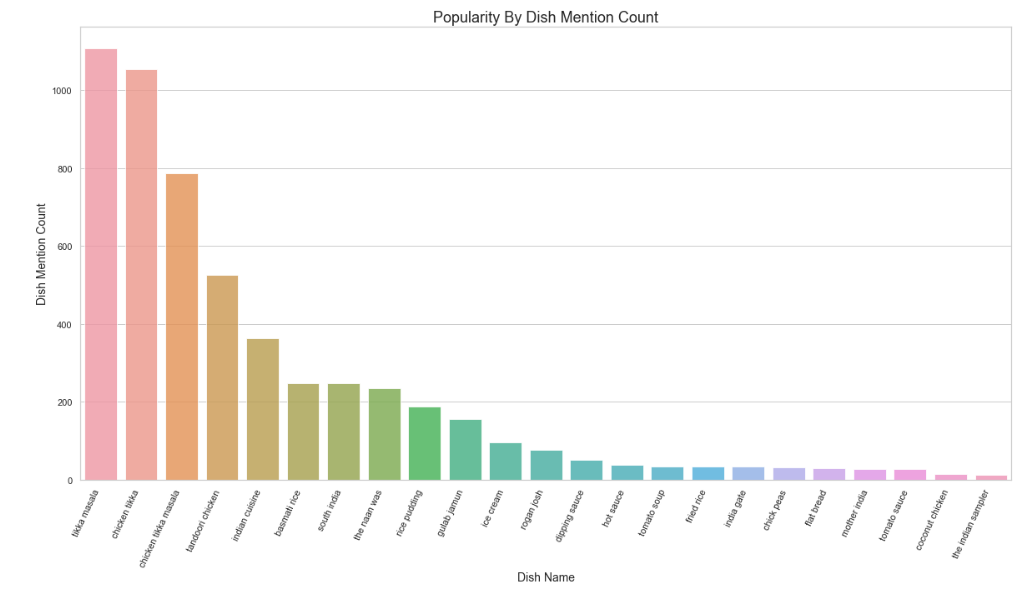 Popularity By Dish Mention Count
Dish Mention Count
1000
800
600
400
200
0
tikka masala
chicken tikka
chicken tikka masala
tandoori chicken
indian cuisine
basmati rice
south india
the naan was
rice pudding
gulab jamun
ice cream
rogan josh
dipping sauce
hot sauce
tomato soup
fried rice
india gate
chick peas
flat bread
mother india
tomato sauce
coconut chicken
the indian sampler
Dish Name